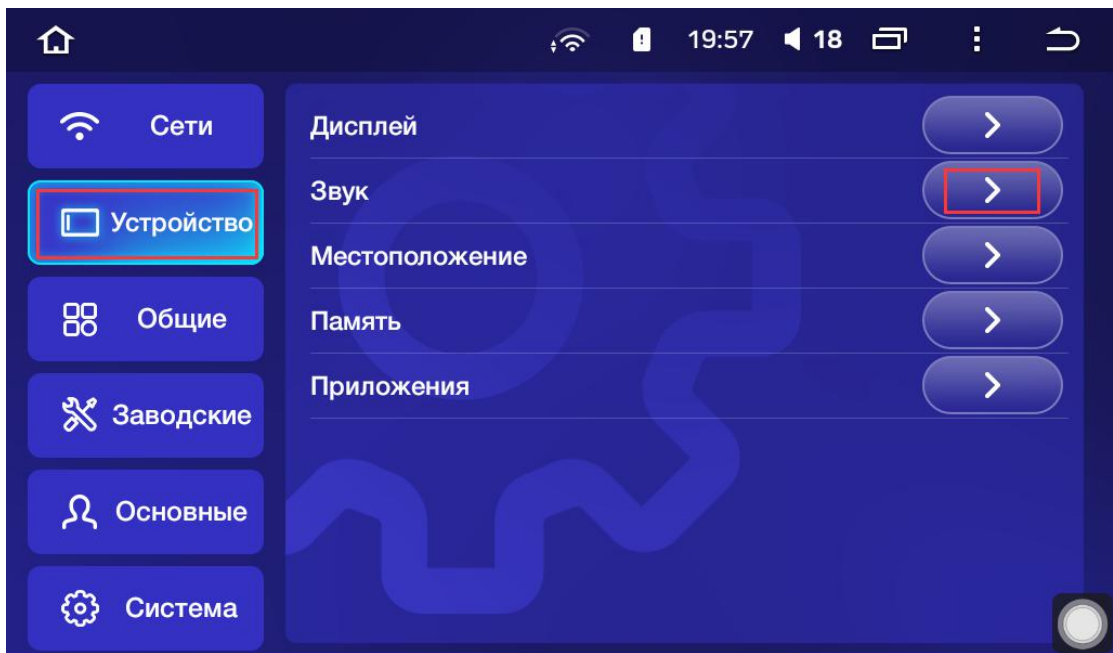 19:57 18
Сети
Устройство
Общие
Заводские
Основные
Система
Дисплей
Звук
Местоположение
Память
Приложения